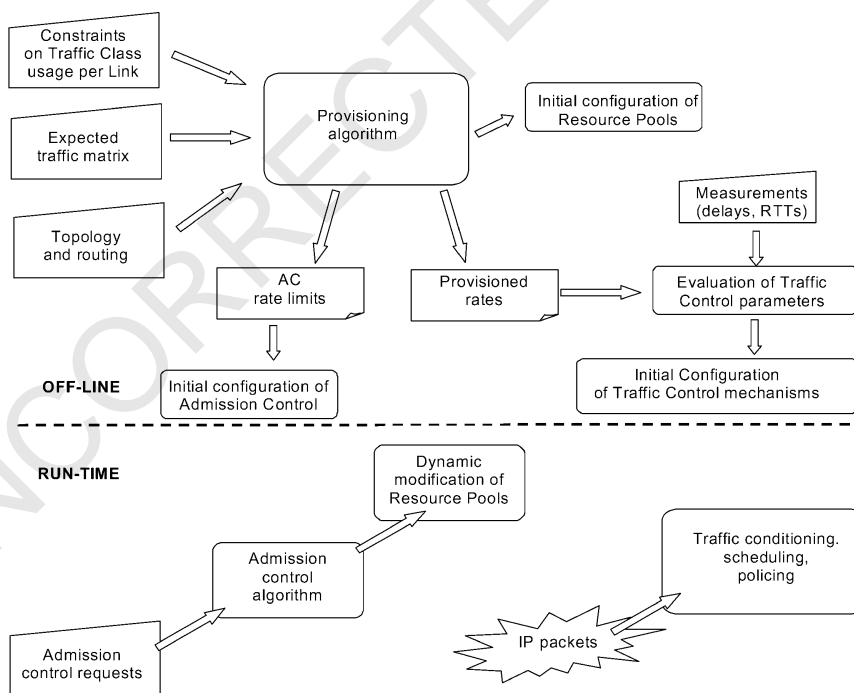 Constraints
on Traffic Class
usage per Link
Expected
traffic matrix
Topology
and routing
Provisioning
algorithm
Initial configuration of
Resource Pools
Measurements
(delays, RTTs)
AC
rate limits
Provisioned
rates
Evaluation of Traffic
Control parameters
OFF-LINE
Initial configuration of
Admission Control
Initial Configuration
of Traffic Control mechanisms
RUN-TIME
Dynamic
modification of
Resource Pools
Admission
control
algorithm
Traffic conditioning.
scheduling,
policing
IP packets
Admission
control requests
NCORRECTE